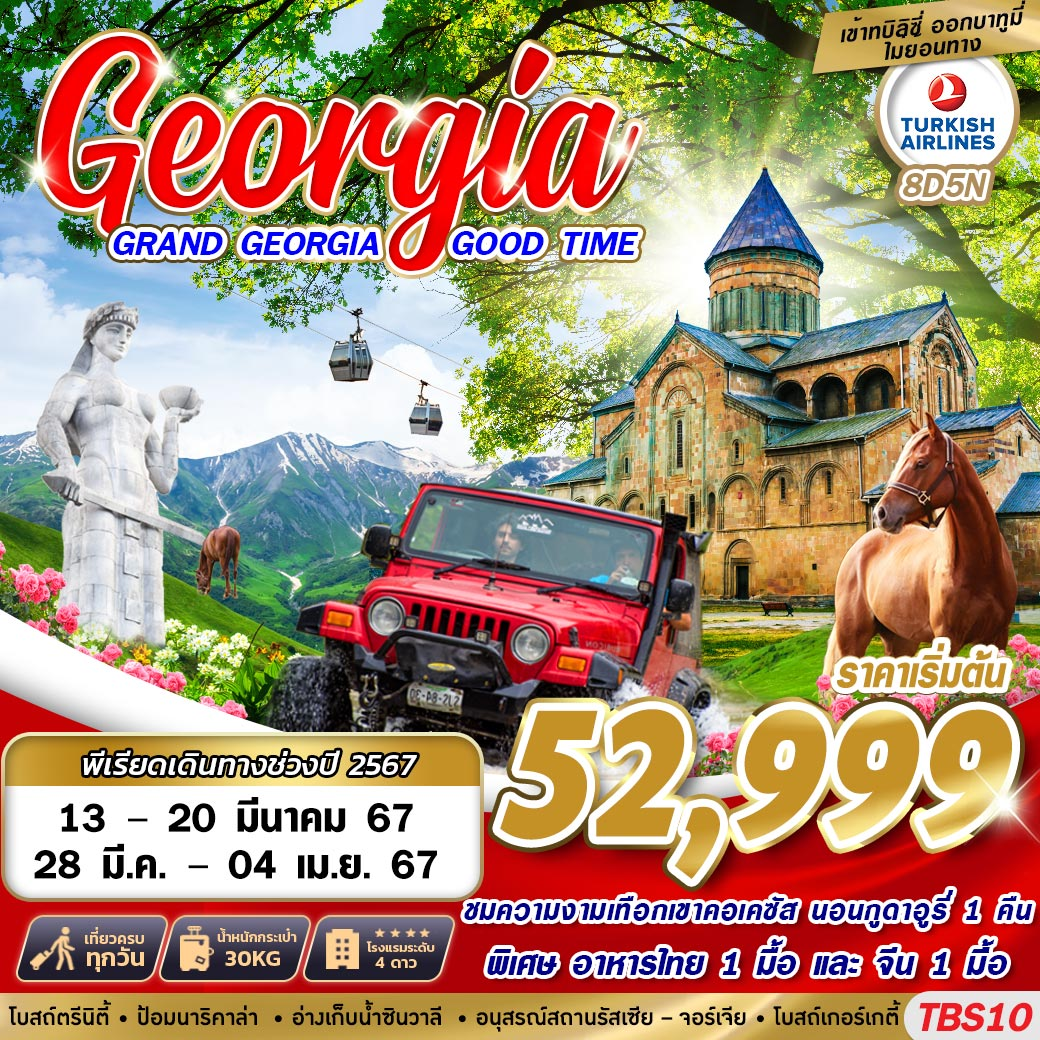 เข้าทบิลิซี่ ออกบาทูมี่
ไม่ย้อนทาง
TURKISH
AIRLINES
8D5N
Georgia
GRAND GEORGIA GOOD TIME
ราคาเริ่มต้น
52,999
พีเรียดเดินทางช่วงปี 2567
13 – 20 มีนาคม 67
28 มี.ค. – 04 เม.ย. 67
ชมความงามเทือกเขาคอเคซัส นอนกูดาอูรี่ 1 คืน
พิเศษ อาหารไทย 1 มื้อ และ จีน 1 มื้อ
เที่ยวครบ
ทุกวัน
น้ำหนักกระเป๋า
30KG
โรงแรมระดับ
4 ดาว
โบสถ์ตรีนิตี้ • ป้อมนาริคาล่า • อ่างเก็บน้ำซินวาลี • อนุสรณ์สถานรัสเซีย – จอร์เจีย • โบสถ์เกอร์เกตี้
TBS10